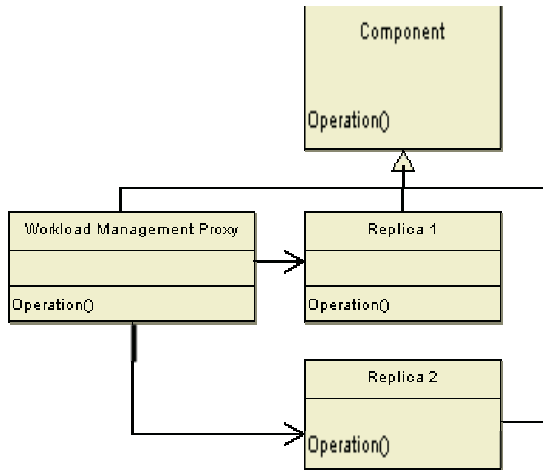 Component
Operation()
Workload Management Proxy
Operation()
Replica 1
Operation()
Replica 2
Operation()